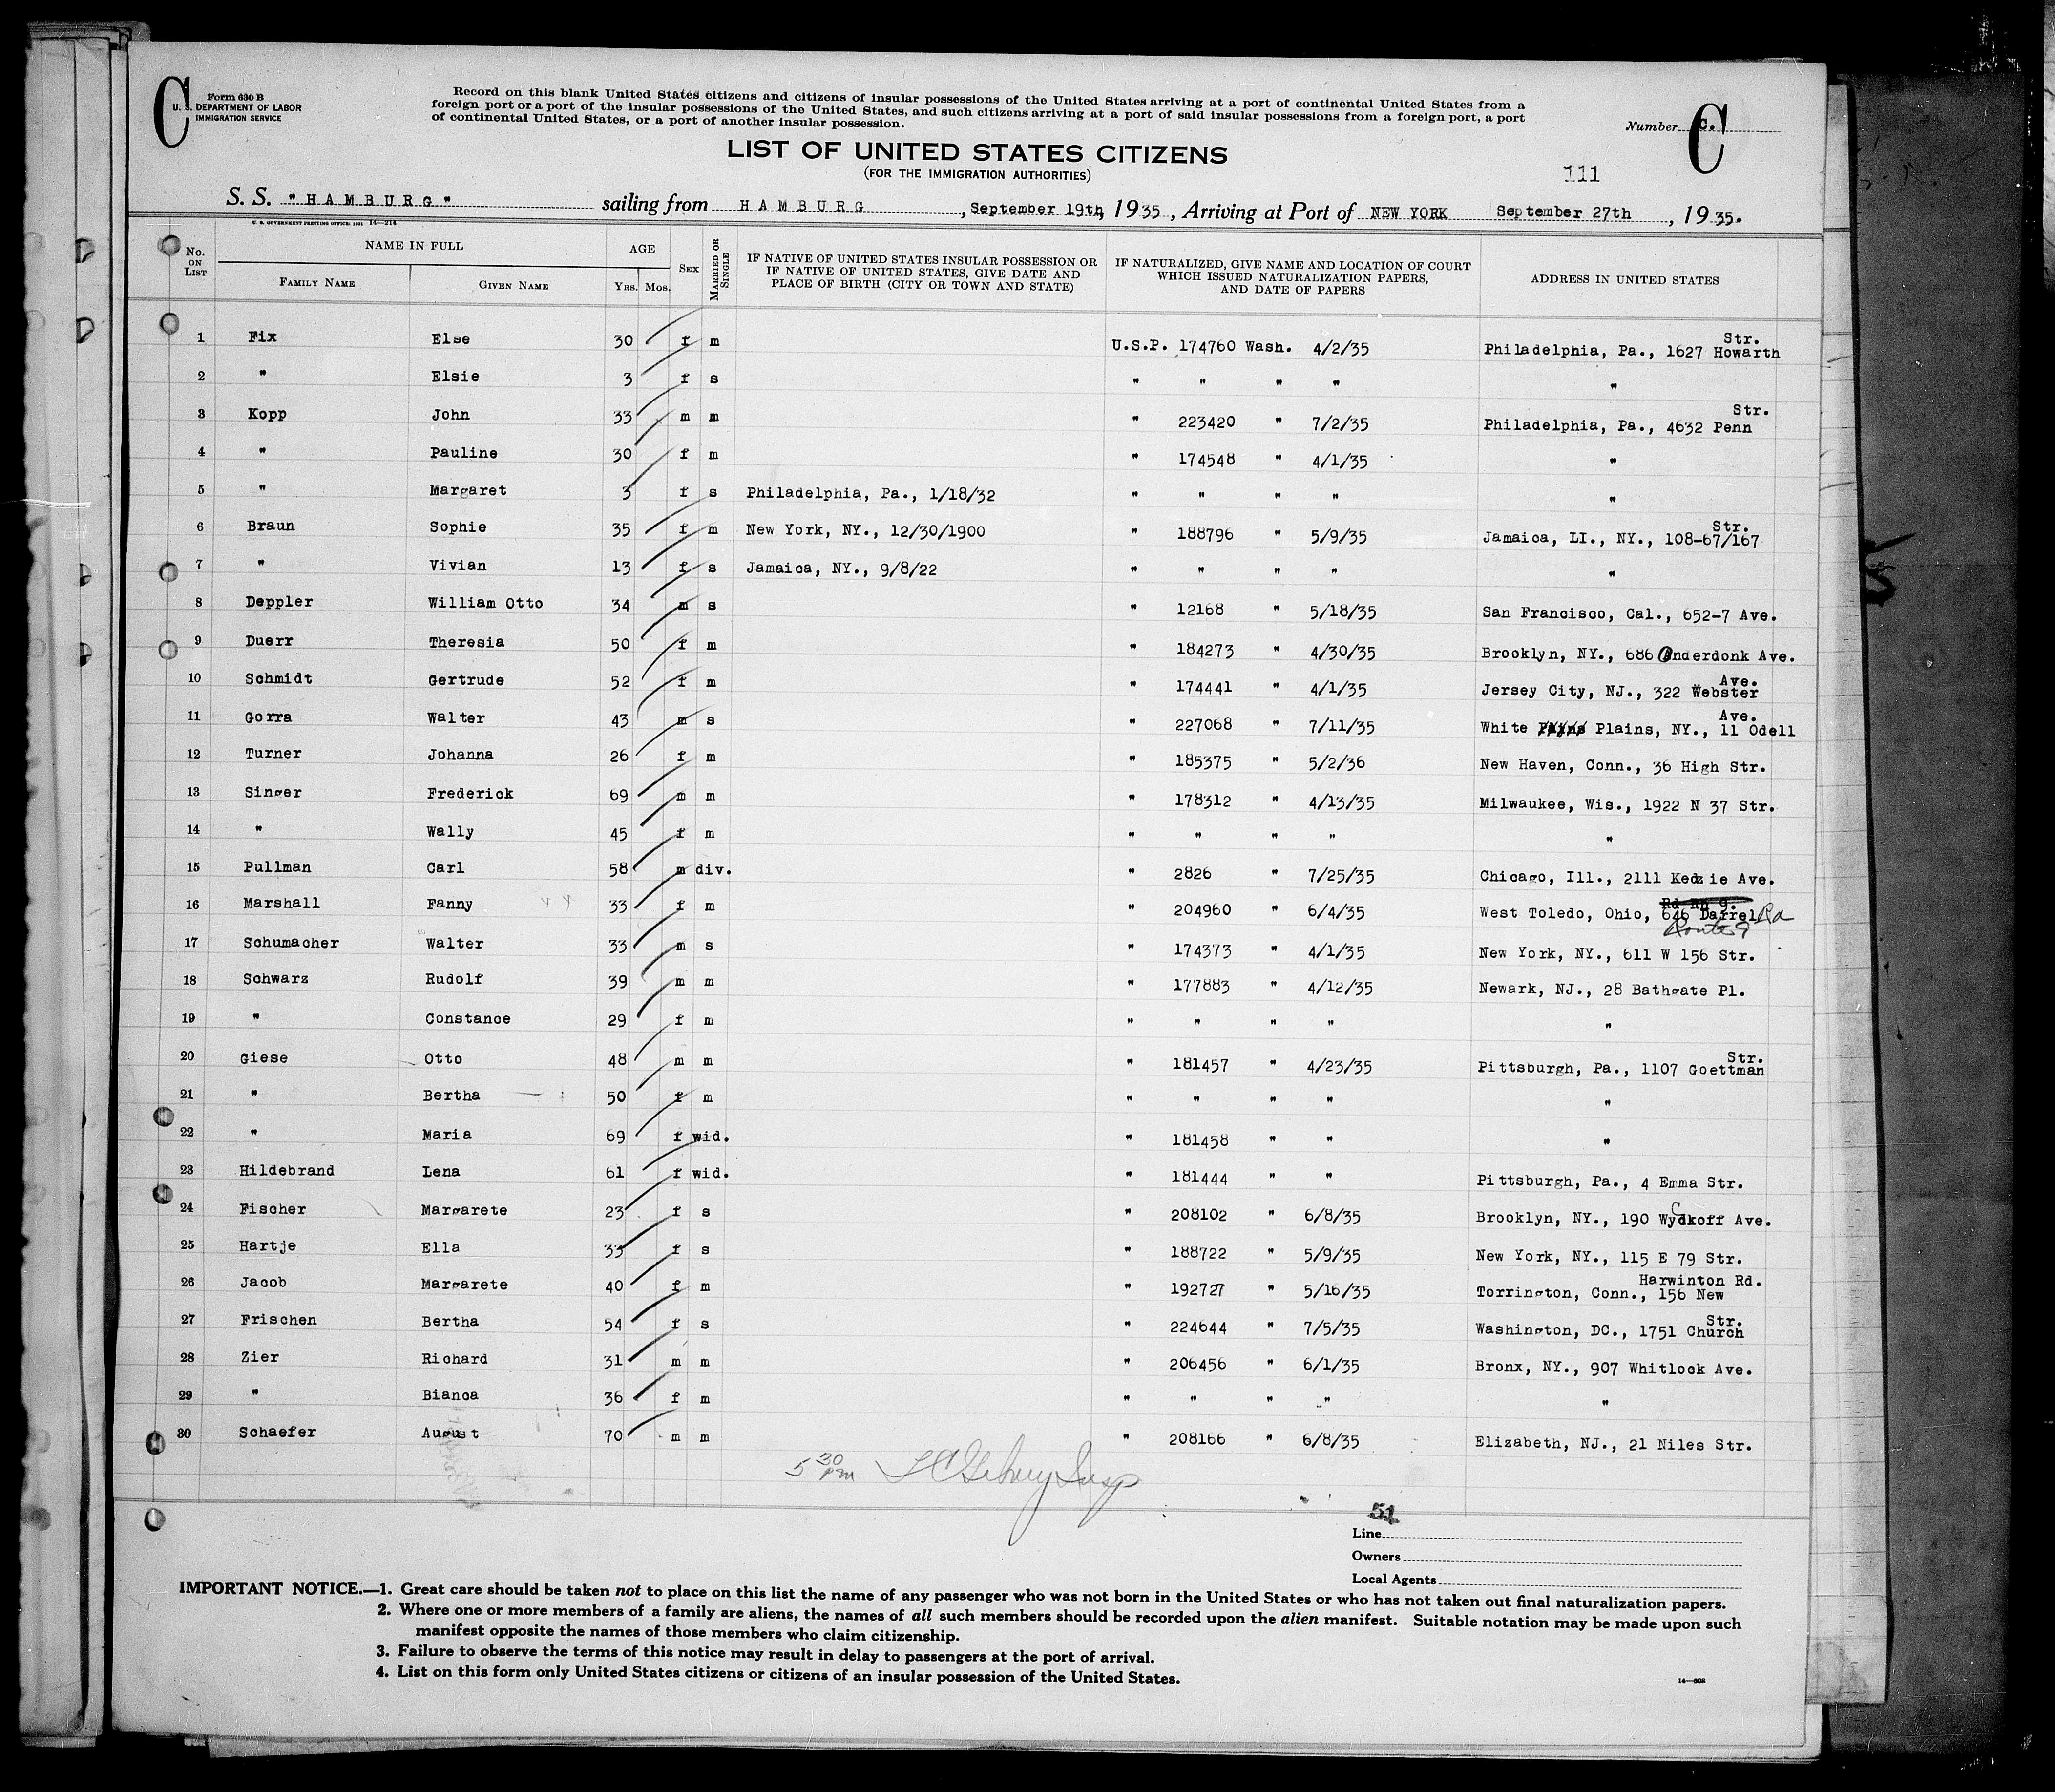 C Form 630 B
U. S. DEPARTMENT OF LABOR
IMMIGRATION SERVICE
Record on this blank United States citizens and citizens of insular possessions of the United States arriving at a port of continental United States from a
foreign port or a port of the insular possessions of the United States, and such citizens arriving at a port of said insular possessions from a foreign port, a port
of continental United States, or a port of another insular possession.
Number C. C
LIST OF UNITED STATES CITIZENS
(FOR THE IMMIGRATION AUTHORITIES)
111
S. S. "HAMBURG" sailing from HAMBURG, September 19th, 1935, Arriving at Port of NEW YORK September 27th, 1935.
U. S. GOVERNMENT PRINTING OFFICE: 1931 14—214
No. ON LIST NAME IN FULL FAMILY NAME GIVEN NAME AGE YRS. MOS. SEX MARRIED OR SINGLE IF NATIVE OF UNITED STATES INSULAR POSSESSION OR IF NATIVE OF UNITED STATES, GIVE DATE AND PLACE OF BIRTH (CITY OR TOWN AND STATE) IF NATURALIZED, GIVE NAME AND LOCATION OF COURT WHICH ISSUED NATURALIZATION PAPERS, AND DATE OF PAPERS ADDRESS IN UNITED STATES
1 Fix Else 30 f m U.S.P. 174760 Wash. 4/2/35 Philadelphia, Pa., 1627 Howarth Str.
2 " Elsie 3 f s " " " " "
3 Kopp John 33 m m " 223420 " 7/2/35 Philadelphia, Pa., 4632 Penn Str.
4 " Pauline 30 f m " 174548 " 4/1/35 "
5 " Margaret 3 f s Philadelphia, Pa., 1/18/32 " " " " "
6 Braun Sophie 35 f m New York, NY., 12/30/1900 " 188796 " 5/9/35 Jamaica, LI., NY., 108-67/167 Str.
7 " Vivian 13 f s Jamaica, NY., 9/8/22 " " " " "
8 Deppler William Otto 34 m s " 12168 " 5/18/35 San Francisco, Cal., 652-7 Ave.
9 Duerr Theresia 50 f m " 184273 " 4/30/35 Brooklyn, NY., 686 Onderdonk Ave.
10 Schmidt Gertrude 52 f m " 174441 " 4/1/35 Jersey City, NJ., 322 Webster Ave.
11 Gorra Walter 43 m s " 227068 " 7/11/35 White Plains, NY., 11 Odell Ave.
12 Turner Johanna 26 f m " 185375 " 5/2/36 New Haven, Conn., 36 High Str.
13 Singer Frederick 69 m m " 178312 " 4/13/35 Milwaukee, Wis., 1922 N 37 Str.
14 " Wally 45 f m " " " " "
15 Pullman Carl 58 m div. " 2826 " 7/25/35 Chicago, Ill., 2111 Kedzie Ave.
16 Marshall Fanny 33 f m " 204960 " 6/4/35 West Toledo, Ohio, 646 Darrel Rd Route 9
17 Schumacher Walter 33 m s " 174373 " 4/1/35 New York, NY., 611 W 156 Str.
18 Schwarz Rudolf 39 m m " 177883 " 4/12/35 Newark, NJ., 28 Bathgate Pl.
19 " Constance 29 f m " " " " "
20 Giese Otto 48 m m " 181457 " 4/23/35 Pittsburgh, Pa., 1107 Goettman Str.
21 " Bertha 50 f m " " " " "
22 " Maria 69 f wid. " 181458 " " "
23 Hildebrand Lena 61 f wid. " 181444 " " Pittsburgh, Pa., 4 Emma Str.
24 Fischer Margarete 23 f s " 208102 " 6/8/35 Brooklyn, NY., 190 Wyckoff Ave.
25 Hartje Ella 33 f s " 188722 " 5/9/35 New York, NY., 115 E 79 Str.
26 Jacob Margarete 40 f m " 192727 " 5/16/35 Torrington, Conn., 156 New Harwinton Rd.
27 Frischen Bertha 54 f s " 224644 " 7/5/35 Washington, DC., 1751 Church Str.
28 Zier Richard 31 m m " 206456 " 6/1/35 Bronx, NY., 907 Whitlock Ave.
29 " Bianca 36 f m " " " " "
30 Schaefer August 70 m m " 208166 " 6/8/35 Elizabeth, NJ., 21 Niles Str.
5 30 pm Insp
51
Line
Owners
Local Agents
IMPORTANT NOTICE.—1. Great care should be taken not to place on this list the name of any passenger who was not born in the United States or who has not taken out final naturalization papers.
2. Where one or more members of a family are aliens, the names of all such members should be recorded upon the alien manifest. Suitable notation may be made upon such
manifest opposite the names of those members who claim citizenship.
3. Failure to observe the terms of this notice may result in delay to passengers at the port of arrival.
4. List on this form only United States citizens or citizens of an insular possession of the United States.